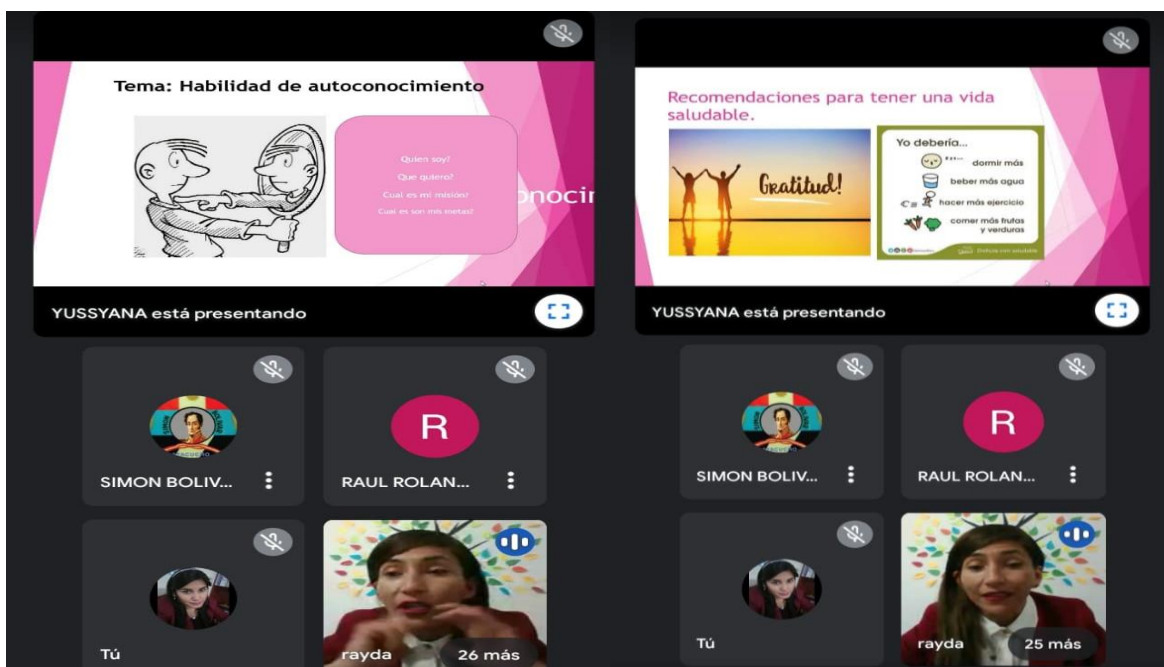 Tema: Habilidad de autoconocimiento
Quien soy?
Que quiero?
Cual es mi misión?
Cual es son mis metas?
onocir
YUSSYANA está presentando
SIMON BOLIV...
R
RAUL ROLAN...
Tú
rayda
26 más
Recomendaciones para tener una vida
saludable.
Gratitud!
Yo debería...
dormir más
beber más agua
hacer más ejercicio
comer más frutas
y verduras
YUSSYANA está presentando
SIMON BOLIV...
R
RAUL ROLAN...
Tú
rayda
25 más